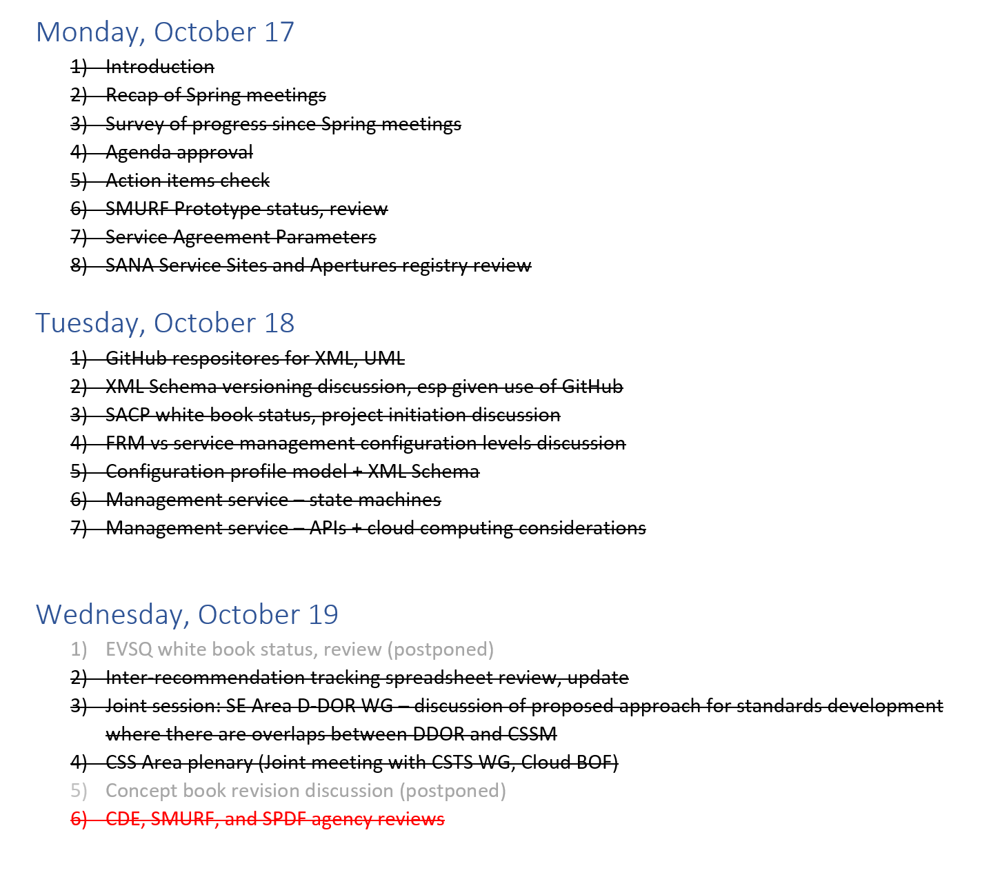 Monday, October 17
1) Introduction
2) Recap of Spring meetings
3) Survey of progress since Spring meetings
4) Agenda approval
5) Action items check
6) SMURF Prototype status, review
7) Service Agreement Parameters
8) SANA Service Sites and Apertures registry review
Tuesday, October 18
1) GitHub respositores for XML, UML
2) XML Schema versioning discussion, esp given use of GitHub
3) SACP white book status, project initiation discussion
4) FRM vs service management configuration levels discussion
5) Configuration profile model + XML Schema
6) Management service – state machines
7) Management service – APIs + cloud computing considerations
Wednesday, October 19
1) EVSQ white book status, review (postponed)
2) Inter-recommendation tracking spreadsheet review, update
3) Joint session: SE Area D-DOR WG – discussion of proposed approach for standards development
where there are overlaps between DDOR and CSSM
4) CSS Area plenary (Joint meeting with CSTS WG, Cloud BOF)
5) Concept book revision discussion (postponed)
6) CDE, SMURF, and SPDF agency reviews